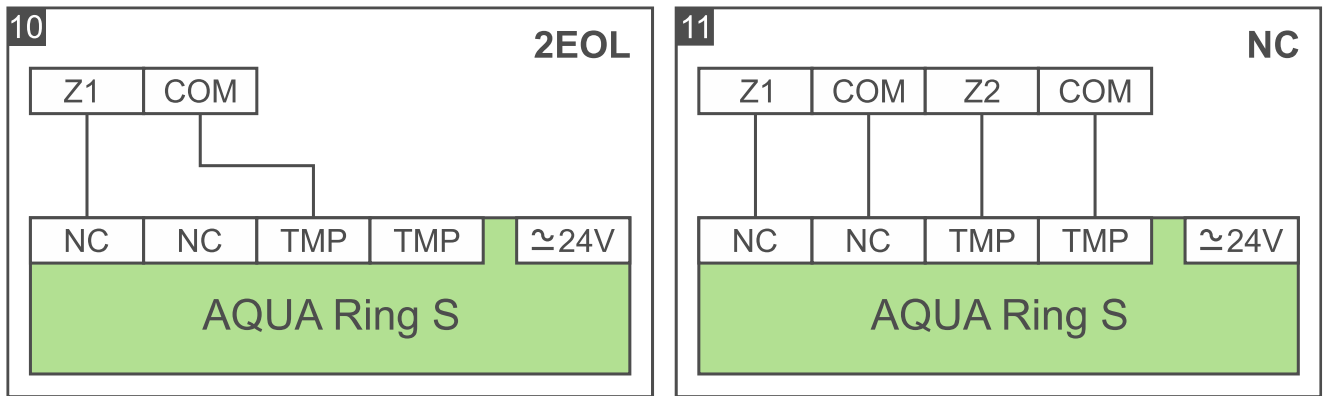 10
2EOL
Z1 COM
NC NC TMP TMP ≃24V
AQUA Ring S
11
NC
Z1 COM Z2 COM
NC NC TMP TMP ≃24V
AQUA Ring S